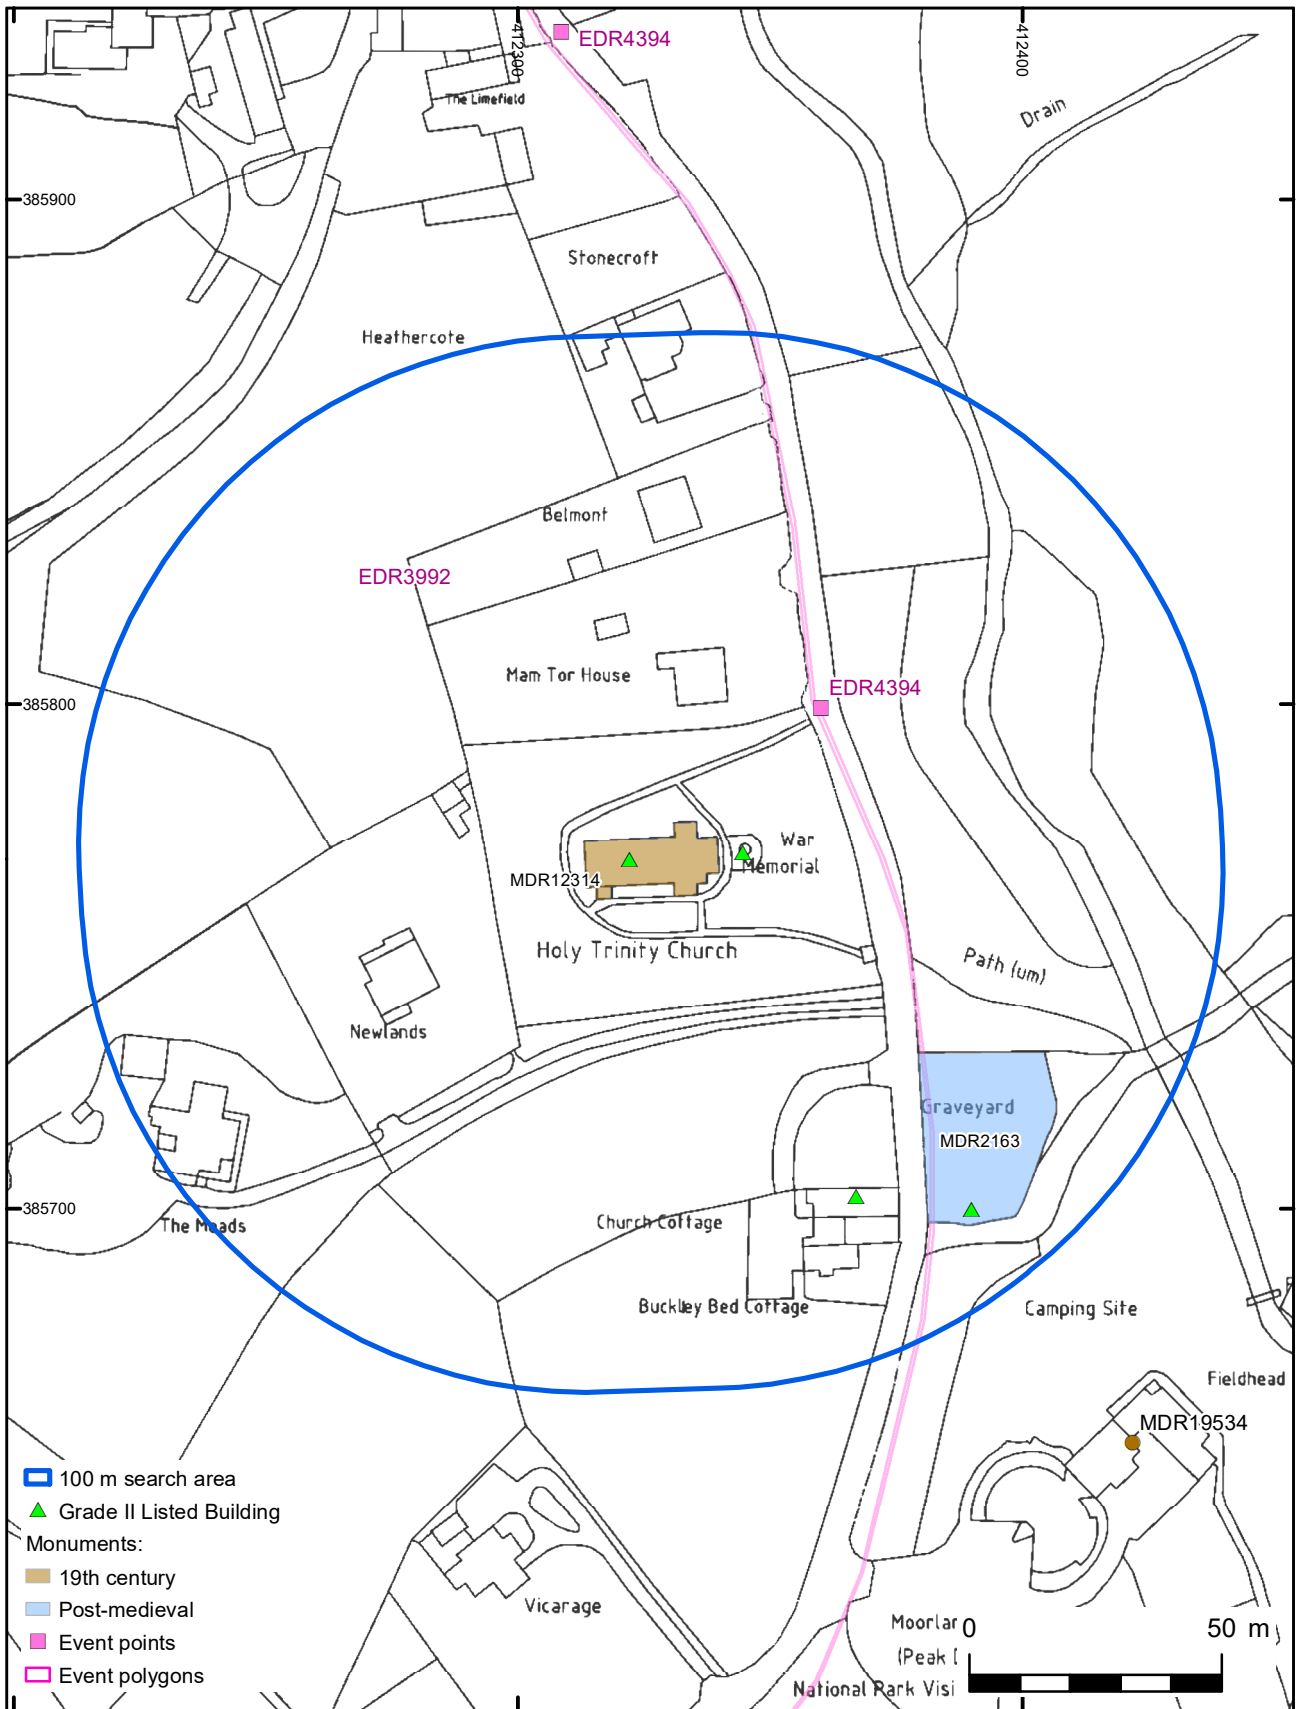 412300
412400
EDR4394
The Limefield
Drain
385900
Stonecroft
Heathercote
Belmont
EDR3992
Mam Tor House
EDR4394
385800
War
Memorial
MDR12314
Holy Trinity Church
Path (um)
Newlands
Graveyard
MDR2163
385700
The Meads
Church Cottage
Buckley Bed Cottage
Camping Site
Fieldhead
MDR19534
100 m search area
Grade II Listed Building
Monuments:
19th century
Post-medieval
Event points
Event polygons
Vicarage
Moorlan
(Peak D
National Park Visi
0 50 m